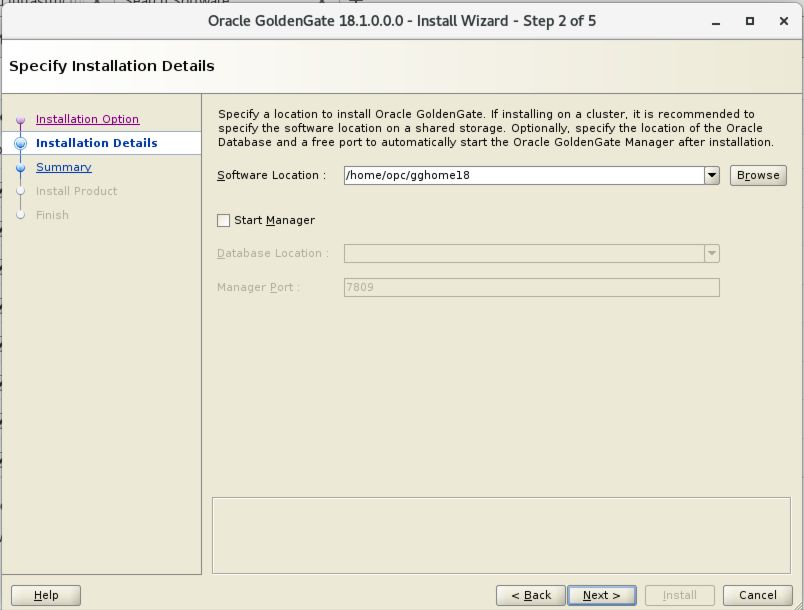 Oracle GoldenGate 18.1.0.0.0 - Install Wizard - Step 2 of 5
Specify Installation Details
Installation Option
Installation Details
Summary
Install Product
Finish
Specify a location to install Oracle GoldenGate. If installing on a cluster, it is recommended to
specify the software location on a shared storage. Optionally, specify the location of the Oracle
Database and a free port to automatically start the Oracle GoldenGate Manager after installation.
Software Location : /home/opc/gghome18 Browse
Start Manager
Database Location :
Manager Port : 7809
Help < Back Next > Install Cancel